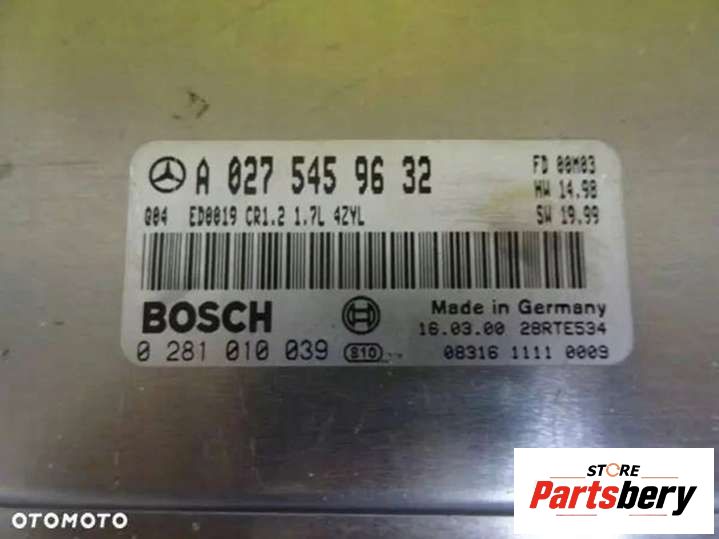 A 027 545 96 32
FD 00M03
HW 14.98
SW 19.99
Q04 ED0019 CR1.2 1.7L 4ZYL
BOSCH
Made in Germany
16.03.00 28RTE534
0 281 010 039 S10
08316 1111 0009
STORE
Partsbery
OTOMOTO